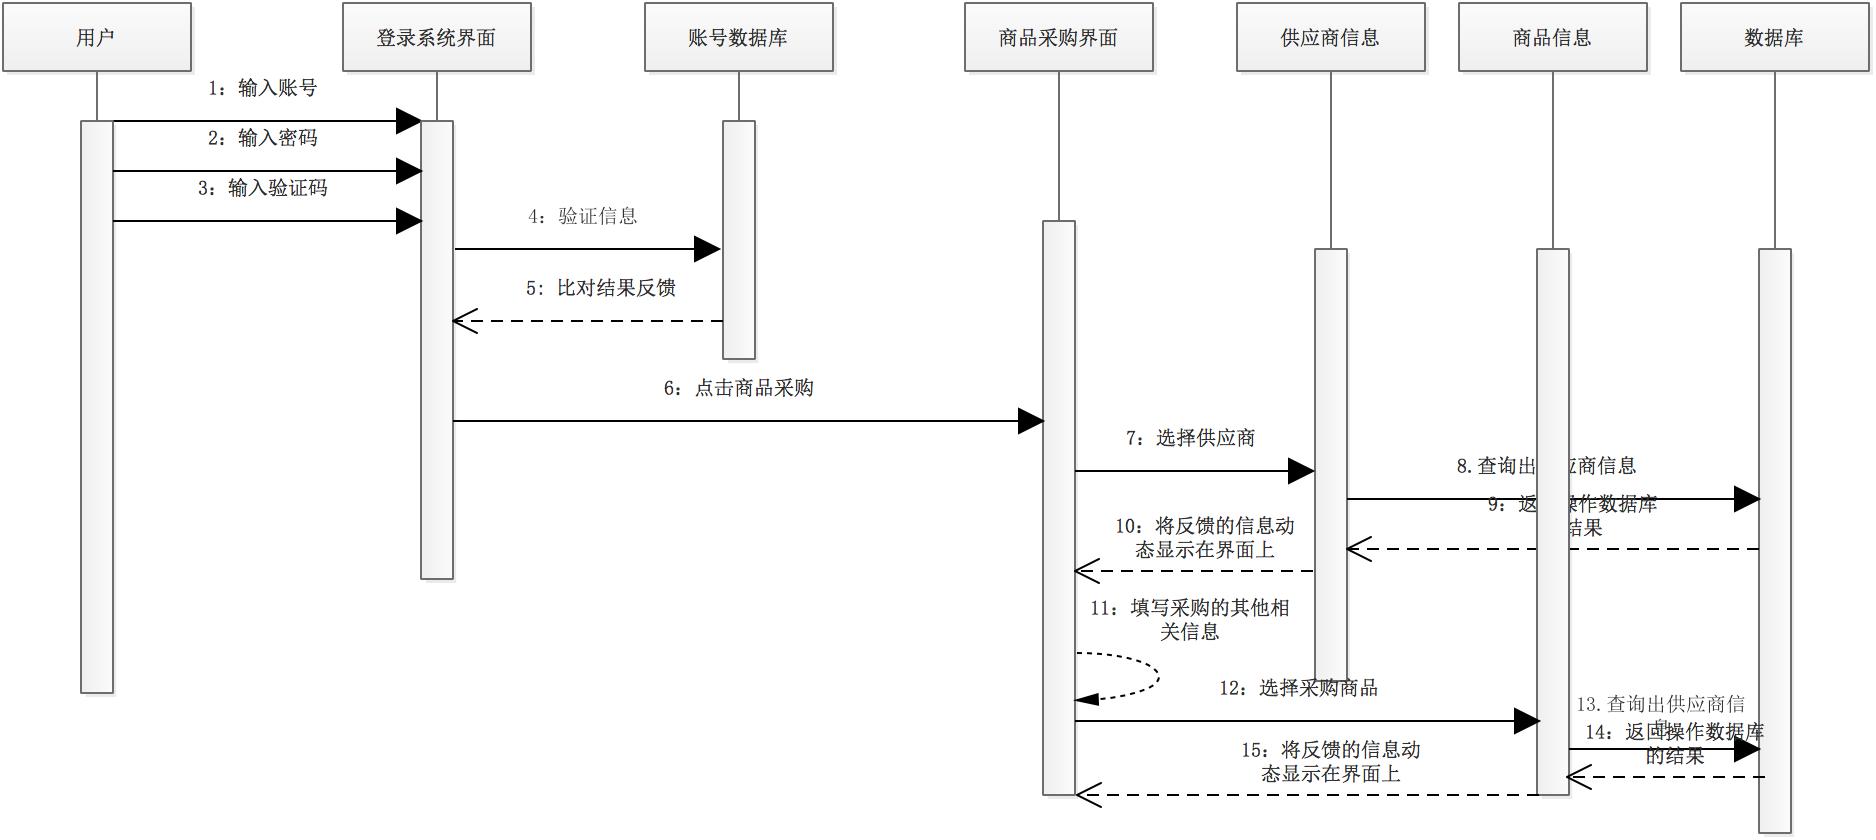 用户
登录系统界面
账号数据库
商品采购界面
供应商信息
商品信息
数据库
1: 输入账号
2: 输入密码
3: 输入验证码
4: 验证信息
5: 比对结果反馈
6: 点击商品采购
7: 选择供应商
8.查询出 应商信息
9: 返 操作数据库
结果
10: 将反馈的信息动
态显示在界面上
11: 填写采购的其他相
关信息
12: 选择采购商品
13.查询出供应商信
息
14: 返回操作数据库
的结果
15: 将反馈的信息动
态显示在界面上